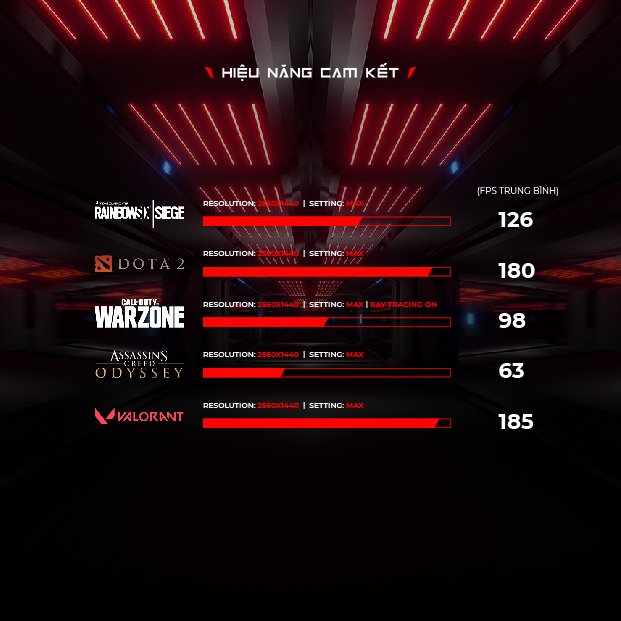 HIỆU NĂNG CAM KẾT
(FPS TRUNG BÌNH)
RAINBOW SIX | SIEGE
RESOLUTION: 2560X1440 | SETTING: MAX
126
DOTA 2
RESOLUTION: 2560X1440 | SETTING: MAX
180
CALL OF DUTY
WARZONE
RESOLUTION: 2560X1440 | SETTING: MAX | RAY TRACING ON
98
ASSASSIN'S
CREED
ODYSSEY
RESOLUTION: 2560X1440 | SETTING: MAX
63
VALORANT
RESOLUTION: 2560X1440 | SETTING: MAX
185